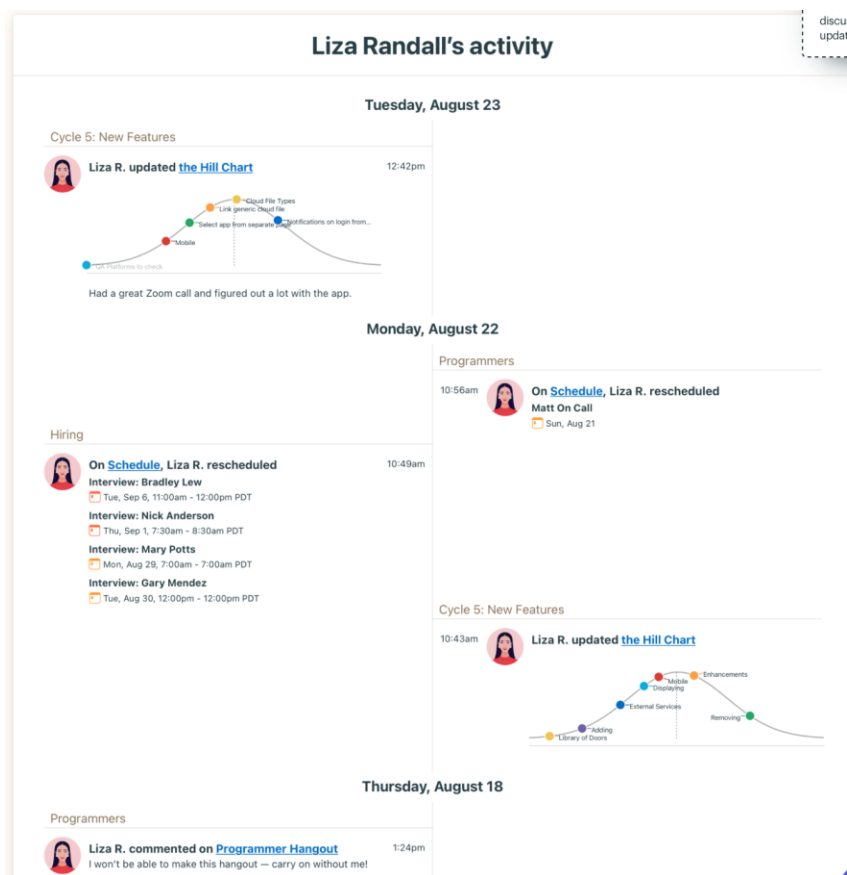 discu
updat
Liza Randall's activity
Tuesday, August 23
Cycle 5: New Features
Liza R. updated the Hill Chart
12:42pm
Cloud File Types
Link generic cloud file
Select app from separate page
Notifications on login from...
Mobile
QA Platforms to check
Had a great Zoom call and figured out a lot with the app.
Monday, August 22
Programmers
10:56am
On Schedule, Liza R. rescheduled
Matt On Call
Sun, Aug 21
Hiring
On Schedule, Liza R. rescheduled
10:49am
Interview: Bradley Lew
Tue, Sep 6, 11:00am - 12:00pm PDT
Interview: Nick Anderson
Thu, Sep 1, 7:30am - 8:30am PDT
Interview: Mary Potts
Mon, Aug 29, 7:00am - 7:00am PDT
Interview: Gary Mendez
Tue, Aug 30, 12:00pm - 12:00pm PDT
Cycle 5: New Features
10:43am
Liza R. updated the Hill Chart
Enhancements
Mobile
Displaying
External Services
Removing
Adding
Library of Doors
Thursday, August 18
Programmers
Liza R. commented on Programmer Hangout
1:24pm
I won't be able to make this hangout — carry on without me!